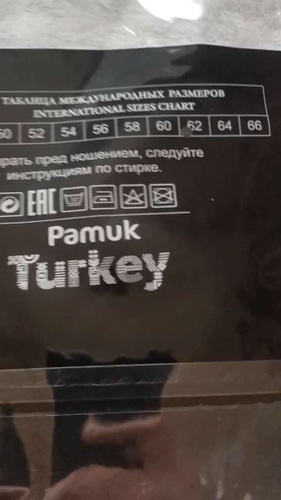 ТАБЛИЦА МЕЖДУНАРОДНЫХ РАЗМЕРОВ
INTERNATIONAL SIZES CHART
50 52 54 56 58 60 62 64 66
ношением, следуйте
инструкциям по стирке.
EAC
Pamuk
Turkey